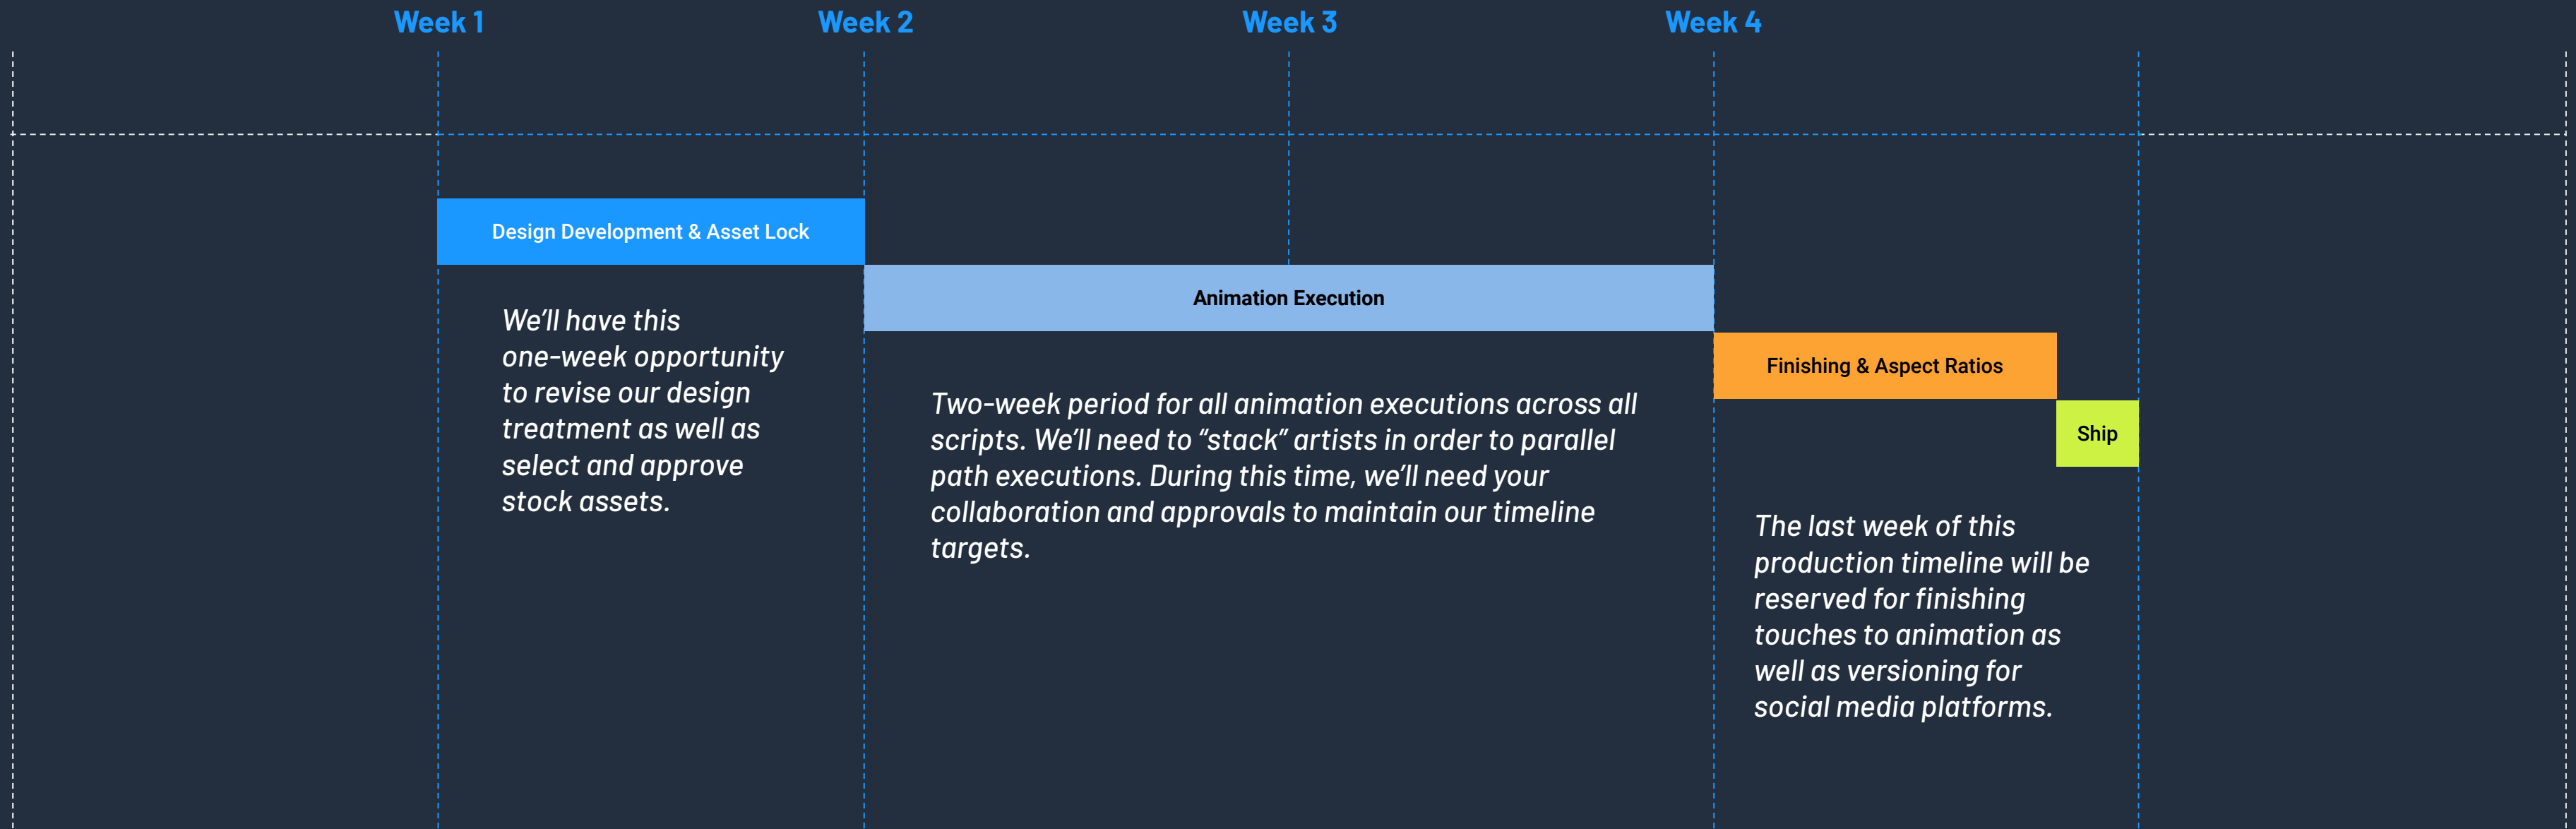 Week 1
Week 2
Week 3
Week 4
Design Development & Asset Lock
We’ll have this
one-week opportunity
to revise our design
treatment as well as
select and approve
stock assets.
Animation Execution
Two-week period for all animation executions across all
scripts. We’ll need to “stack” artists in order to parallel
path executions. During this time, we’ll need your
collaboration and approvals to maintain our timeline
targets.
Finishing & Aspect Ratios
Ship
The last week of this
production timeline will be
reserved for finishing
touches to animation as
well as versioning for
social media platforms.